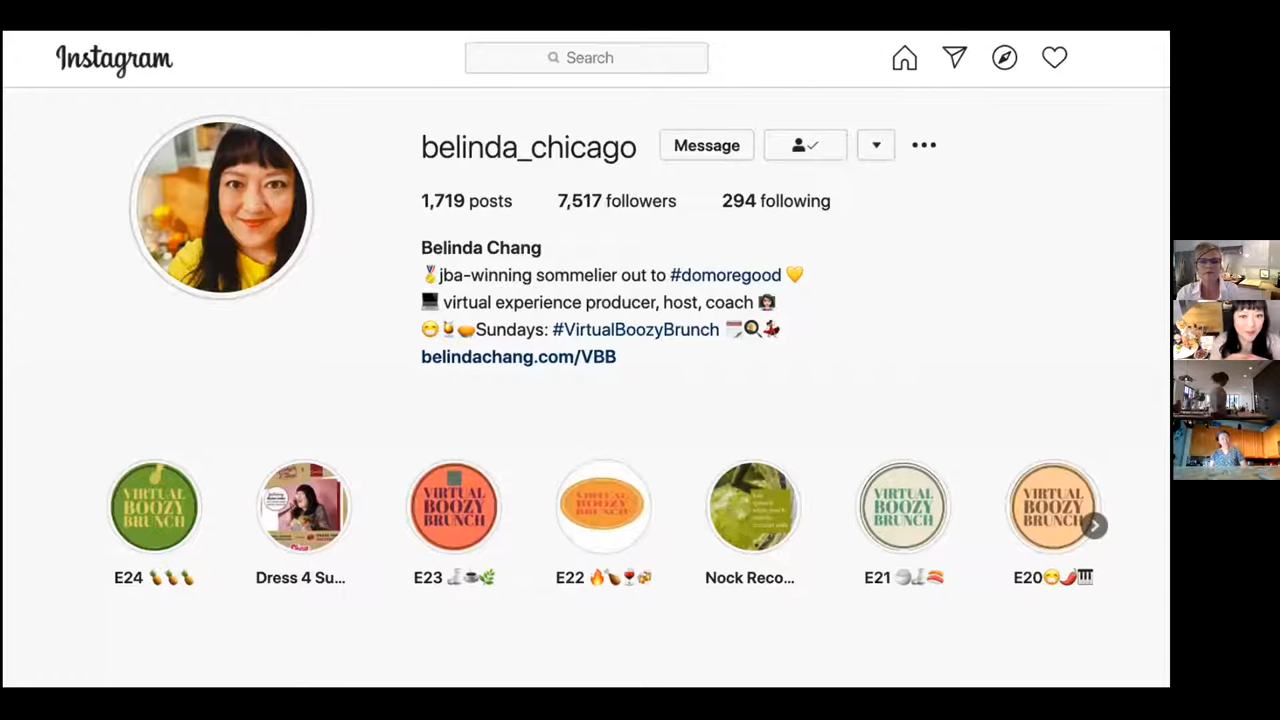 Instagram
Search
belinda_chicago
Message
1,719 posts
7,517 followers
294 following
Belinda Chang
🏅jba-winning sommelier out to #domoregood 💛
💻 virtual experience producer, host, coach 👩🏻‍🏫
😁🍹🥧Sundays: #VirtualBoozyBrunch 🗓🍳💃
belindachang.com/VBB
VIRTUAL
BOOZY
BRUNCH
VIRTUAL
BOOZY
BRUNCH
VIRTUAL
BOOZY
BRUNCH
VIRTUAL
BOOZY
BRUNCH
VIRTUAL
BOOZY
BRUNCH
E24 🍍🍍🍍
Dress 4 Su...
E23
E22 🔥🍗🍷🍻
Nock Reco...
E21
E20😁🌶🎹